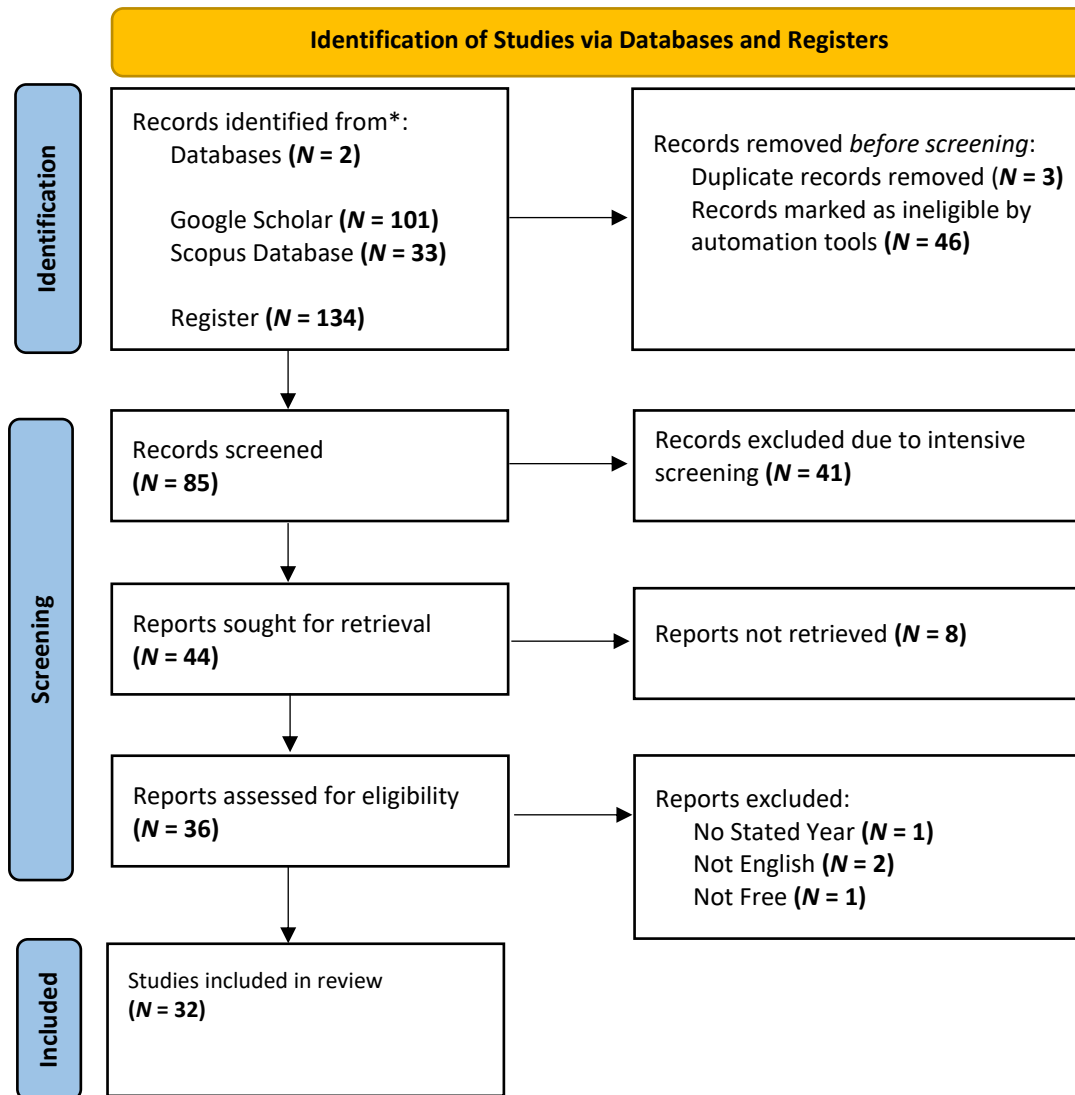 Identification of Studies via Databases and Registers
Identification
Records identified from*:
Databases (N = 2)
Google Scholar (N = 101)
Scopus Database (N = 33)
Register (N = 134)
Records removed before screening:
Duplicate records removed (N = 3)
Records marked as ineligible by
automation tools (N = 46)
Screening
Records screened
(N = 85)
Records excluded due to intensive
screening (N = 41)
Reports sought for retrieval
(N = 44)
Reports not retrieved (N = 8)
Reports assessed for eligibility
(N = 36)
Reports excluded:
No Stated Year (N = 1)
Not English (N = 2)
Not Free (N = 1)
Included
Studies included in review
(N = 32)